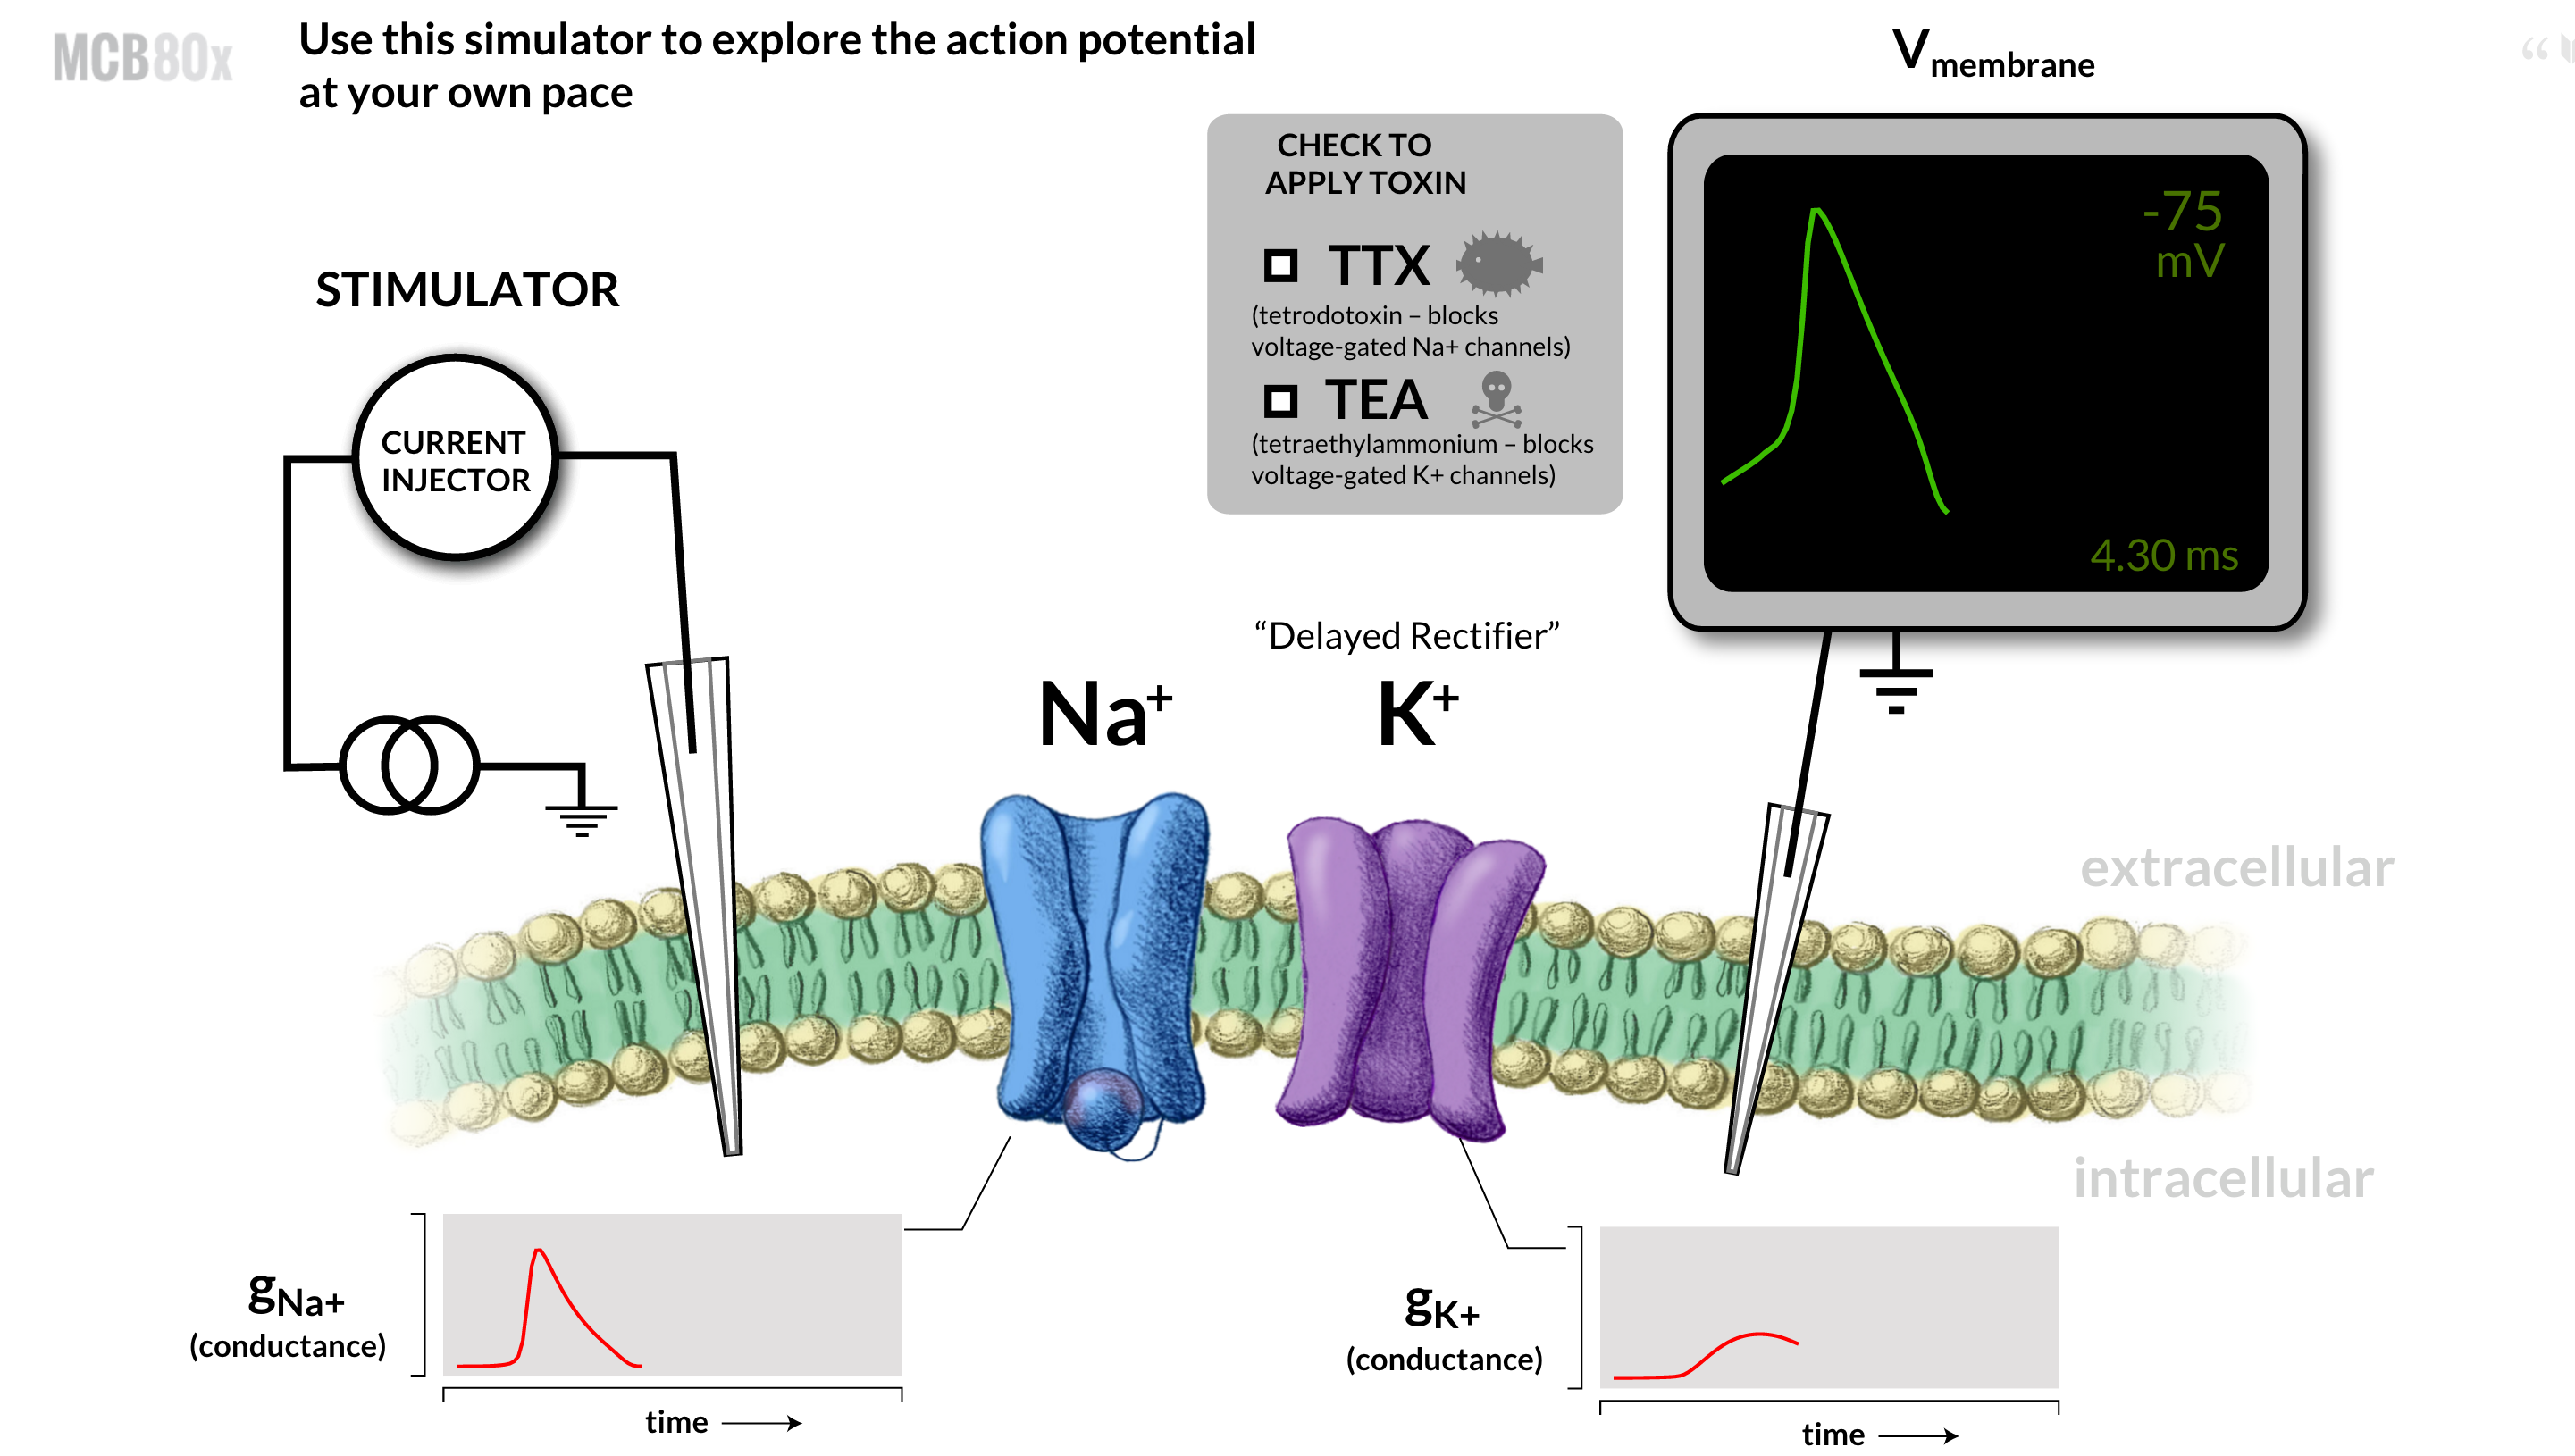 MCB80x
Use this simulator to explore the action potential
at your own pace
Vmembrane
“
CHECK TO
APPLY TOXIN
TTX
(tetrodotoxin – blocks
voltage-gated Na+ channels)
TEA
(tetraethylammonium – blocks
voltage-gated K+ channels)
-75
mV
4.30 ms
STIMULATOR
CURRENT
INJECTOR
“Delayed Rectifier”
Na+
K+
extracellular
intracellular
gNa+
(conductance)
time
gK+
(conductance)
time